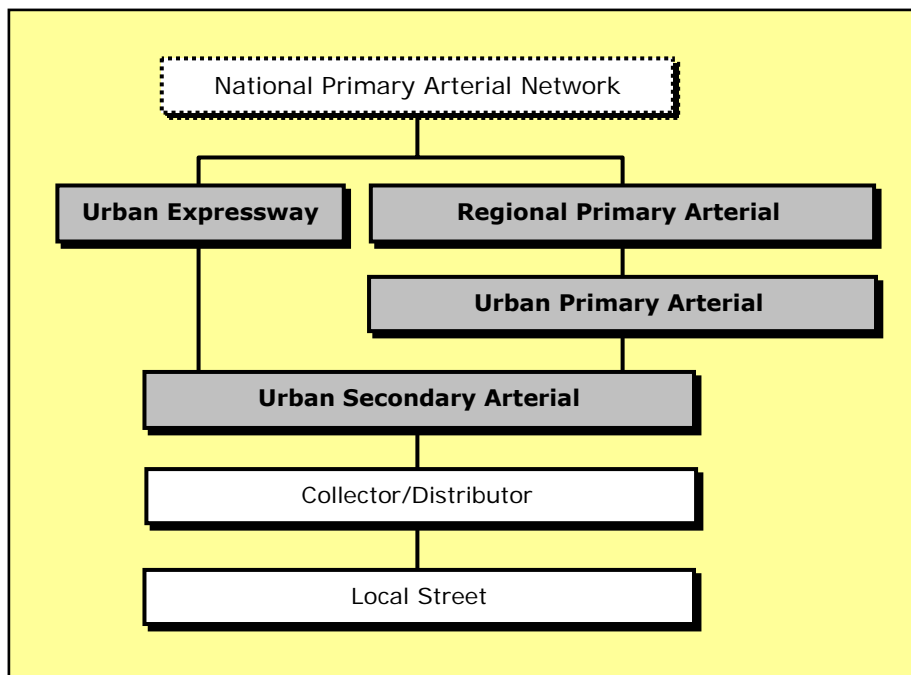 National Primary Arterial Network
Urban Expressway
Regional Primary Arterial
Urban Primary Arterial
Urban Secondary Arterial
Collector/Distributor
Local Street